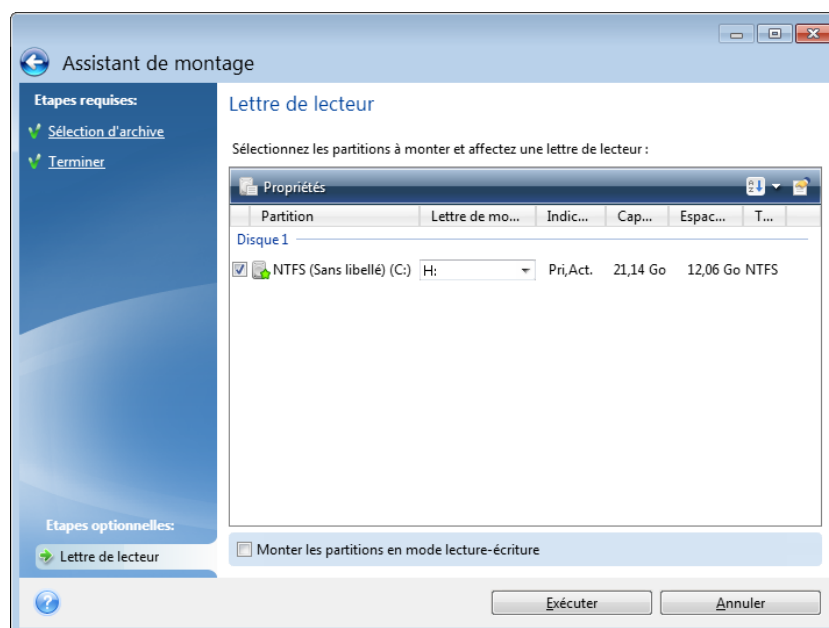 Assistant de montage
Etapes requises:
Sélection d'archive
Terminer
Lettre de lecteur
Sélectionnez les partitions à monter et affectez une lettre de lecteur :
Propriétés
Partition Lettre de mo... Indic... Cap... Espac... T...
Disque 1
NTFS (Sans libellé) (C:) H: Pri,Act. 21,14 Go 12,06 Go NTFS
Etapes optionnelles:
Lettre de lecteur
Monter les partitions en mode lecture-écriture
Exécuter Annuler